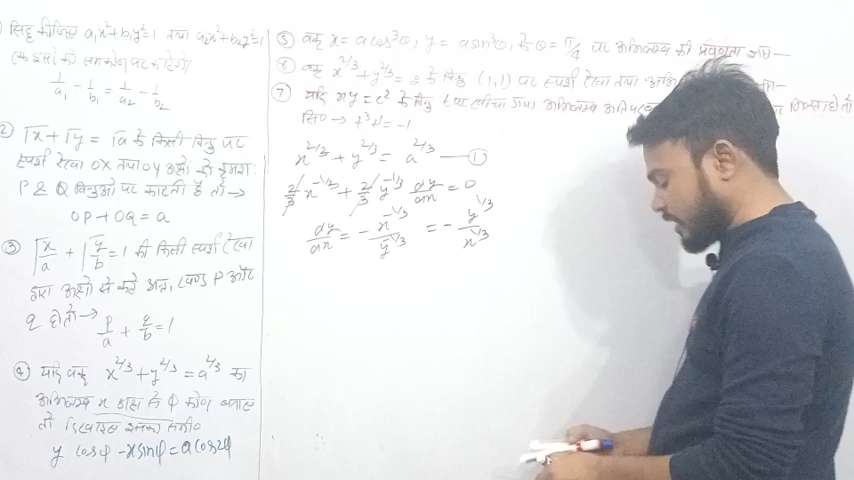 सिद्ध कीजिए a₁x²+b₁y²=1 तथा a₂x²+b₂y²=1
एक दूसरे को समकोण पर काटेंगे।
1/a₁ - 1/b₁ = 1/a₂ - 1/b₂
② √x+√y = √a के किसी बिन्दु पर
स्पर्श रेखा OX तथा OY अक्षों को क्रमशः
P & Q बिन्दुओं पर काटती है तो →
OP+OQ = a
③ √x/a + √y/b = 1 की किसी स्पर्श रेखा
द्वारा अक्षों से कटे अन्तः खण्ड P और
q हो तो →
p/a + q/b = 1
④ यदि वक्र x^2/3 + y^2/3 = a^2/3 का
अभिलम्ब x अक्ष से φ कोण बनाए
तो दिखाइए इसका समी०
y cosφ - x sinφ = a cos2φ
⑤ वक्र x = a cos³θ, y = a sin³θ, के θ = π/4 पर अभिलम्ब की प्रवणता ज्ञात—
⑥ वक्र x^2/3 + y^2/3 = 2 के बिन्दु (1,1) पर स्पर्श रेखा तथा
⑦ यदि xy = c² के बिन्दु t पर खींचा गया अभिलम्ब
सि० → t³t' = -1
x^2/3 + y^2/3 = a^2/3 —①
2/3 x^-1/3 + 2/3 y^-1/3 dy/dx = 0
dy/dx = - x^-1/3 / y^-1/3 = - y^1/3 / x^1/3